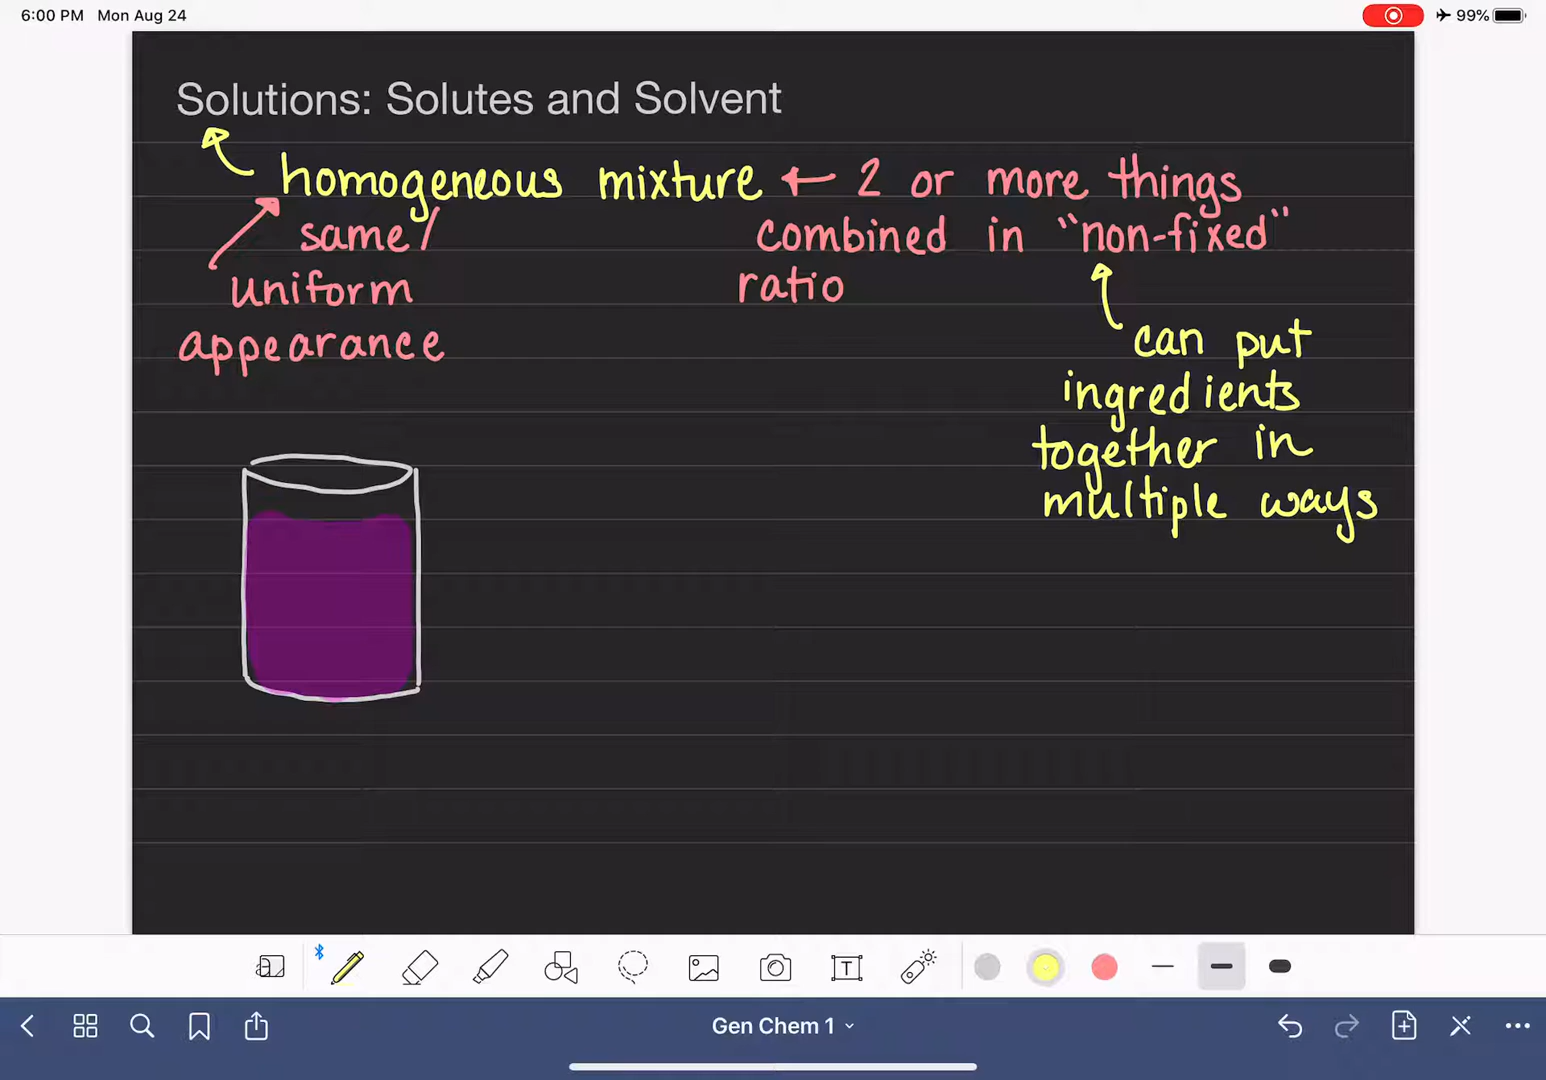 6:00 PM Mon Aug 24
99%
Solutions: Solutes and Solvent
homogeneous mixture ← 2 or more things
same/
combined in "non-fixed"
uniform
ratio
appearance
can put
ingredients
together in
multiple ways
T
Gen Chem 1